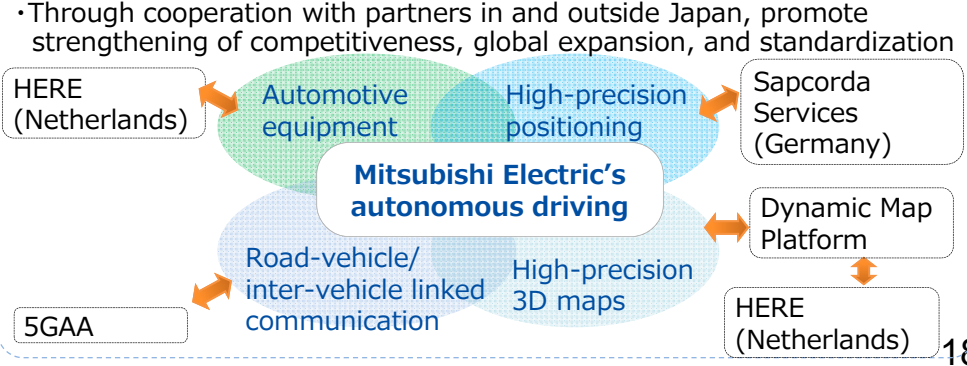 ・Through cooperation with partners in and outside Japan, promote
strengthening of competitiveness, global expansion, and standardization
HERE
(Netherlands)
Automotive
equipment
High-precision
positioning
Sapcorda
Services
(Germany)
Mitsubishi Electric’s
autonomous driving
Road-vehicle/
inter-vehicle linked
communication
High-precision
3D maps
Dynamic Map
Platform
5GAA
HERE
(Netherlands)
18